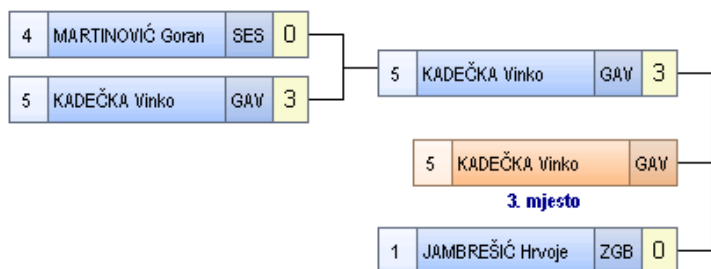 4 MARTINOVIĆ Goran SES 0
5 KADEČKA Vinko GAV 3
5 KADEČKA Vinko GAV 3
5 KADEČKA Vinko GAV
3. mjesto
1 JAMBREŠIĆ Hrvoje ZGB 0